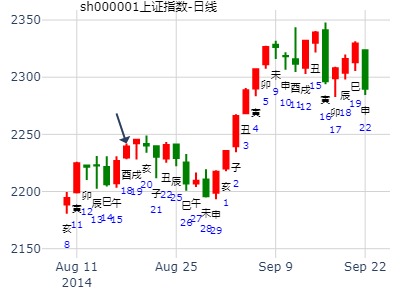 sh000001上证指数-日线
2350
2300
2250
2200
2150
亥
8
寅
11
卯
12
辰
13
巳
14
午
15
酉
18
戌
19
亥
20
子
21
丑
22
辰
25
巳
26
午
27
未
28
申
29
亥
1
子
2
丑
3
寅
4
卯
5
未
9
申
10
酉
11
戌
12
丑
15
寅
16
卯
17
辰
18
巳
19
申
22
Aug 11
2014
Aug 25
Sep 9
Sep 22